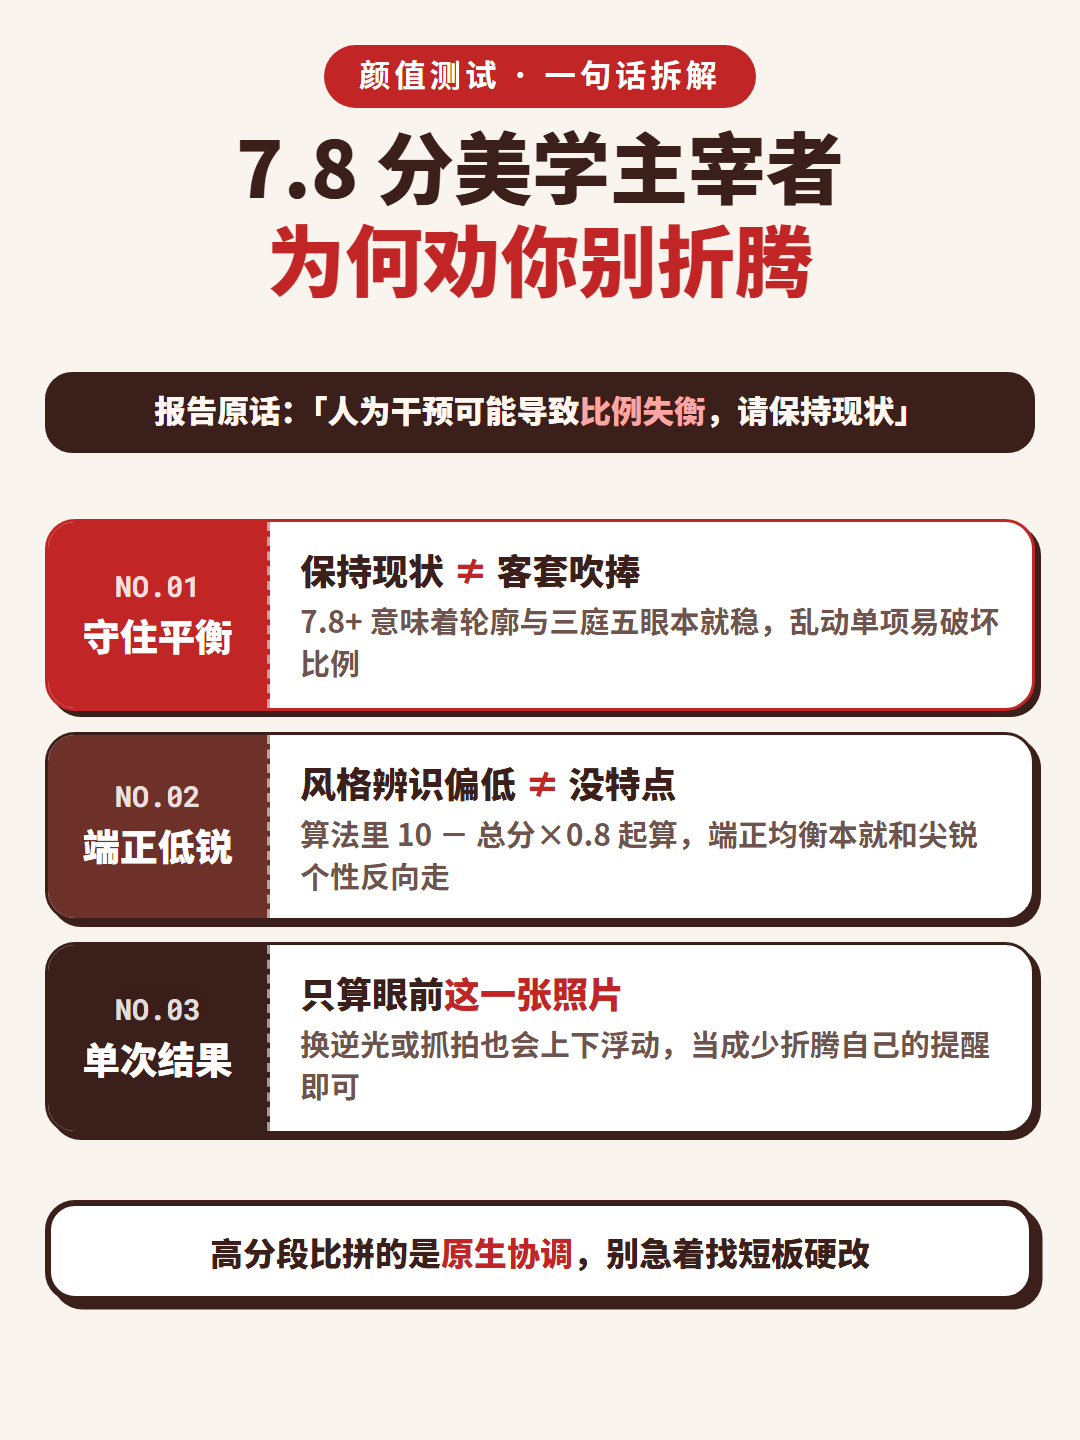 颜值测试 · 一句话拆解
7.8 分美学主宰者
为何劝你别折腾
报告原话：「人为干预可能导致比例失衡，请保持现状」
NO.01
守住平衡
保持现状 ≠ 客套吹捧
7.8+ 意味着轮廓与三庭五眼本就稳，乱动单项易破坏
比例
NO.02
端正低锐
风格辨识偏低 ≠ 没特点
算法里 10 － 总分×0.8 起算，端正均衡本就和尖锐
个性反向走
NO.03
单次结果
只算眼前这一张照片
换逆光或抓拍也会上下浮动，当成少折腾自己的提醒
即可
高分段比拼的是原生协调，别急着找短板硬改